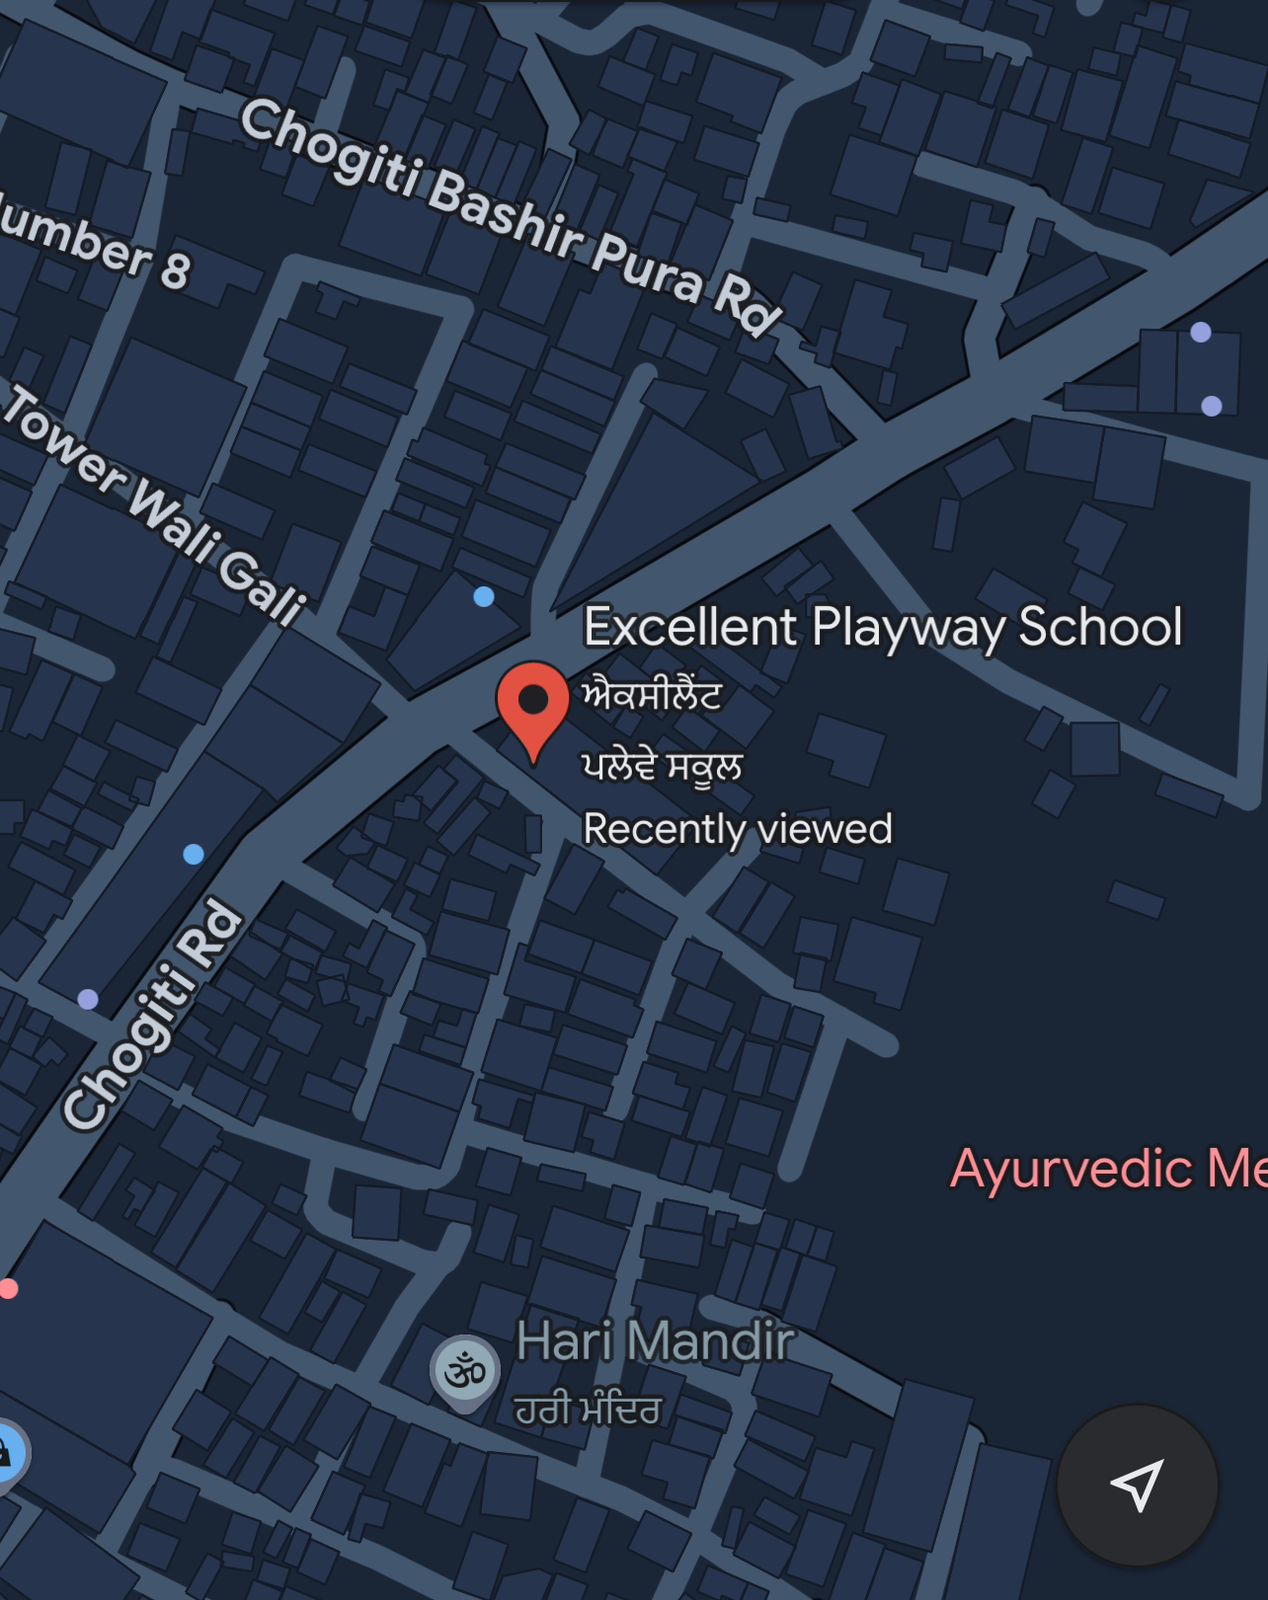 Chogiti Bashir Pura Rd
umber 8
Tower Wali Gali
Excellent Playway School
ਐਕਸੀਲੈਂਟ
ਪਲੇਵੇ ਸਕੂਲ
Recently viewed
Chogiti Rd
Ayurvedic Me
Hari Mandir
ਹਰੀ ਮੰਦਿਰ
ॐ